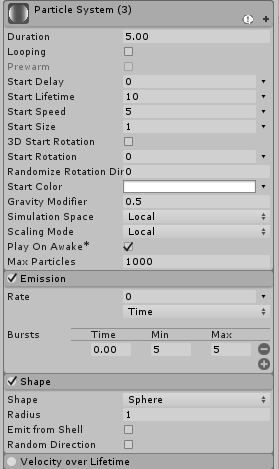 Particle System (3)
Duration 5.00
Looping
Prewarm
Start Delay 0
Start Lifetime 10
Start Speed 5
Start Size 1
3D Start Rotation
Start Rotation 0
Randomize Rotation Dir 0
Start Color
Gravity Modifier 0.5
Simulation Space Local
Scaling Mode Local
Play On Awake*
Max Particles 1000
Emission
Rate 0
Time
Bursts Time Min Max
0.00 5 5
Shape
Shape Sphere
Radius 1
Emit from Shell
Random Direction
Velocity over Lifetime